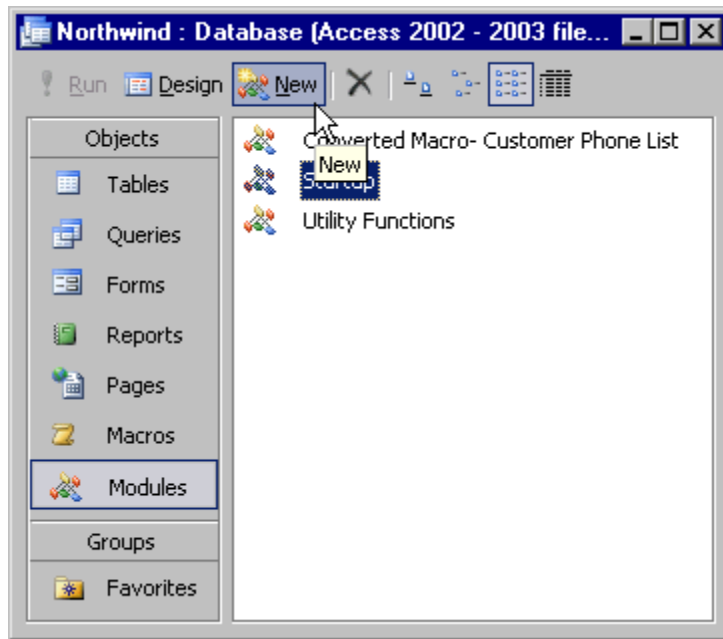 Northwind : Database (Access 2002 - 2003 file...
Run Design New
Objects
Tables
Queries
Forms
Reports
Pages
Macros
Modules
Groups
Favorites
Converted Macro- Customer Phone List
New
Startup
Utility Functions